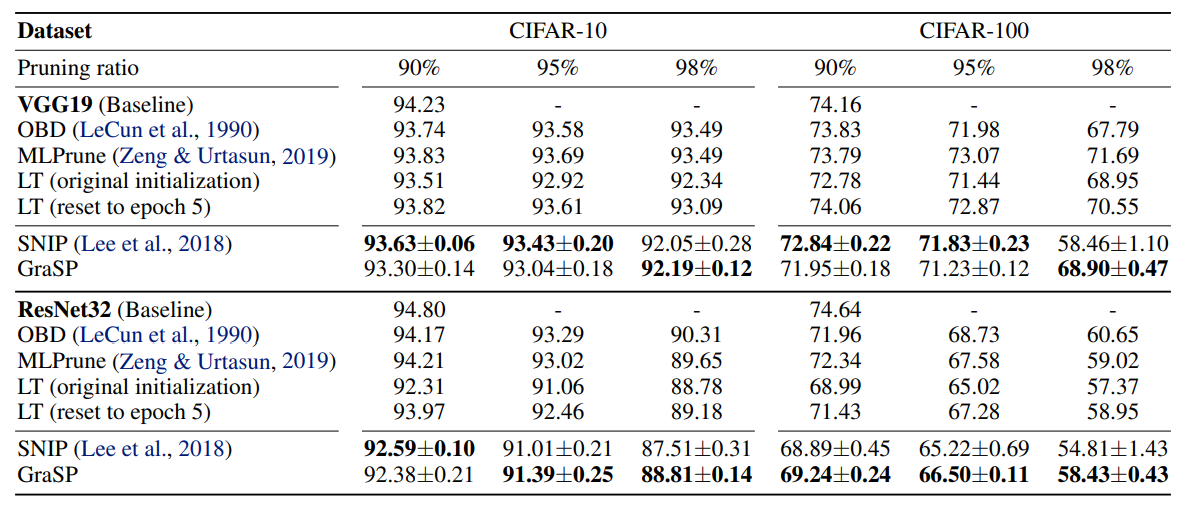 Dataset CIFAR-10 CIFAR-100
Pruning ratio 90% 95% 98% 90% 95% 98%
VGG19 (Baseline) 94.23 - - 74.16 - -
OBD (LeCun et al., 1990) 93.74 93.58 93.49 73.83 71.98 67.79
MLPrune (Zeng & Urtasun, 2019) 93.83 93.69 93.49 73.79 73.07 71.69
LT (original initialization) 93.51 92.92 92.34 72.78 71.44 68.95
LT (reset to epoch 5) 93.82 93.61 93.09 74.06 72.87 70.55
SNIP (Lee et al., 2018) 93.63±0.06 93.43±0.20 92.05±0.28 72.84±0.22 71.83±0.23 58.46±1.10
GraSP 93.30±0.14 93.04±0.18 92.19±0.12 71.95±0.18 71.23±0.12 68.90±0.47
ResNet32 (Baseline) 94.80 - - 74.64 - -
OBD (LeCun et al., 1990) 94.17 93.29 90.31 71.96 68.73 60.65
MLPrune (Zeng & Urtasun, 2019) 94.21 93.02 89.65 72.34 67.58 59.02
LT (original initialization) 92.31 91.06 88.78 68.99 65.02 57.37
LT (reset to epoch 5) 93.97 92.46 89.18 71.43 67.28 58.95
SNIP (Lee et al., 2018) 92.59±0.10 91.01±0.21 87.51±0.31 68.89±0.45 65.22±0.69 54.81±1.43
GraSP 92.38±0.21 91.39±0.25 88.81±0.14 69.24±0.24 66.50±0.11 58.43±0.43